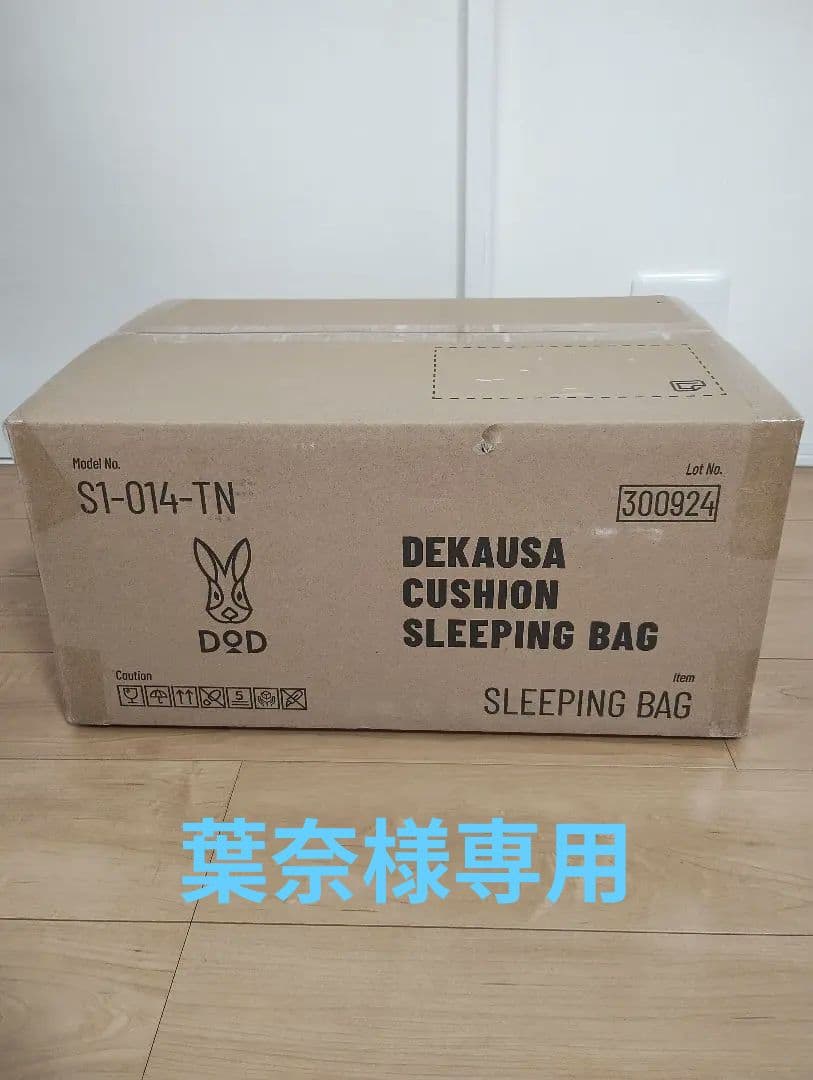 Model No.
S1-014-TN
Lot No.
300924
DOD
DEKAUSA
CUSHION
SLEEPING BAG
Caution
5
Item
SLEEPING BAG
葉奈様専用